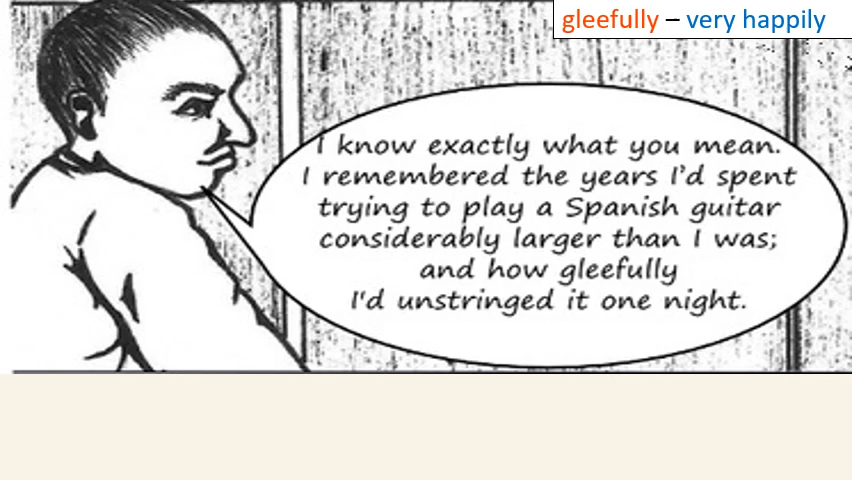 gleefully – very happily
I know exactly what you mean.
I remembered the years I'd spent
trying to play a Spanish guitar
considerably larger than I was;
and how gleefully
I'd unstringed it one night.